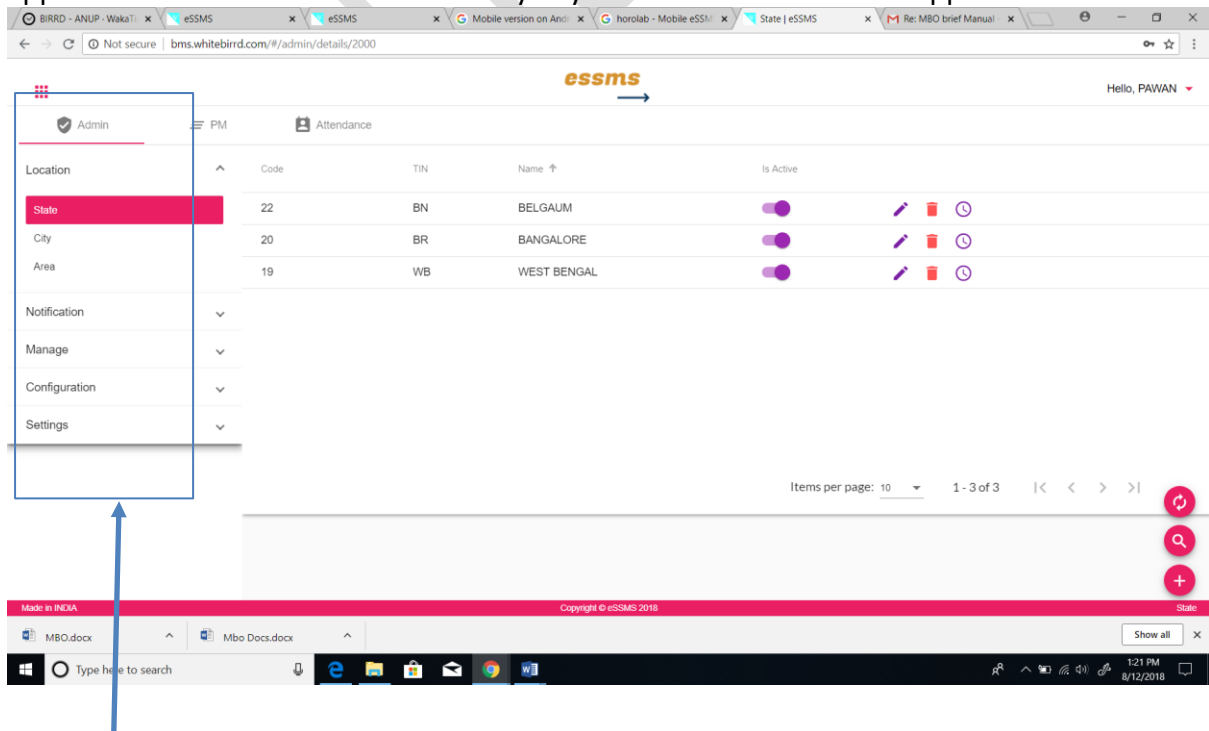 BIRRD - ANUP - WakaTi
eSSMS
eSSMS
Mobile version on And
horolab - Mobile eSSM
State | eSSMS
Re: MBO brief Manual -
Not secure | bms.whitebirrd.com/#/admin/details/2000
essms
Hello, PAWAN
Admin
PM
Attendance
Location
Code TIN Name Is Active
State
22 BN BELGAUM
City
20 BR BANGALORE
Area
19 WB WEST BENGAL
Notification
Manage
Configuration
Settings
Items per page: 10 1 - 3 of 3
Made in INDIA Copyright © eSSMS 2018 State
MBO.docx Mbo Docs.docx Show all
Type here to search
1:21 PM
8/12/2018